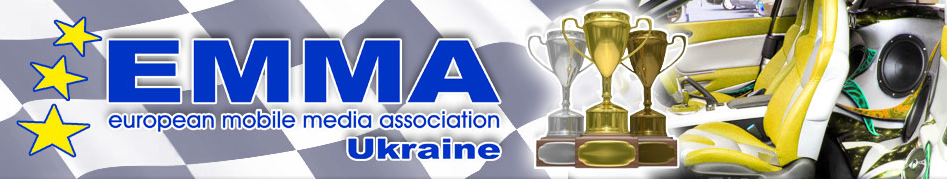 EMMA
european mobile media association
Ukraine